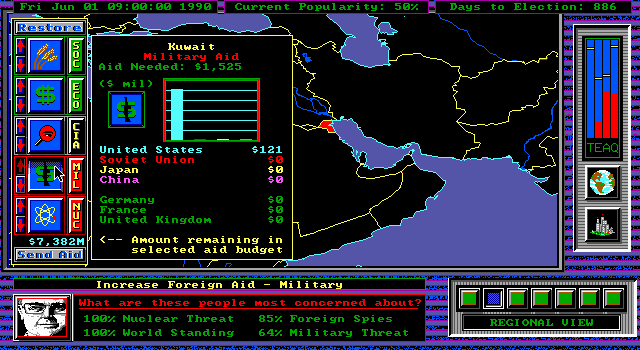 Fri Jun 01 09:00:00 1990
Current Popularity: 50%
Days to Election: 886
Restore
SOC
ECO
CIA
MIL
NUC
$7,382M
Send Aid
Kuwait
Military Aid
Aid Needed: $1,525
($ mil)
United States $121
Soviet Union $0
Japan $0
China $0
Germany $0
France $0
United Kingdom $0
<-- Amount remaining in
selected aid budget
TEAQ
Increase Foreign Aid - Military
What are these people most concerned about?
100% Nuclear Threat 85% Foreign Spies
100% World Standing 64% Military Threat
REGIONAL VIEW